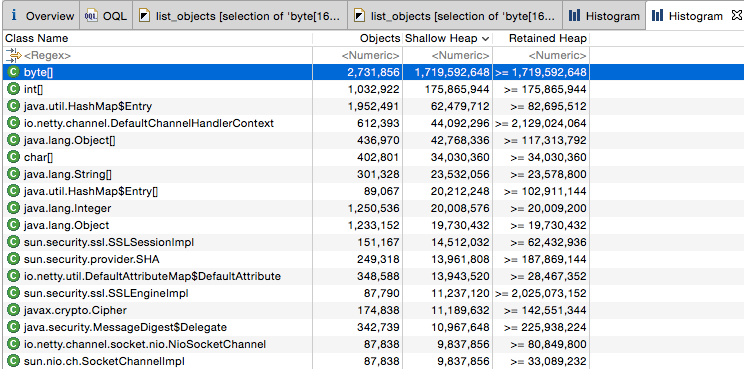 i Overview OQL list_objects [selection of 'byte[16... list_objects [selection of 'byte[16... Histogram Histogram
Class Name Objects Shallow Heap Retained Heap
<Regex> <Numeric> <Numeric> <Numeric>
byte[] 2,731,856 1,719,592,648 >= 1,719,592,648
int[] 1,032,922 175,865,944 >= 175,865,944
java.util.HashMap$Entry 1,952,491 62,479,712 >= 82,695,512
io.netty.channel.DefaultChannelHandlerContext 612,393 44,092,296 >= 2,129,024,064
java.lang.Object[] 436,970 42,768,336 >= 117,313,792
char[] 402,801 34,030,360 >= 34,030,360
java.lang.String[] 301,328 23,532,056 >= 23,578,800
java.util.HashMap$Entry[] 89,067 20,212,248 >= 102,911,144
java.lang.Integer 1,250,536 20,008,576 >= 20,009,200
java.lang.Object 1,233,152 19,730,432 >= 19,730,432
sun.security.ssl.SSLSessionImpl 151,167 14,512,032 >= 62,432,936
sun.security.provider.SHA 249,318 13,961,808 >= 187,869,144
io.netty.util.DefaultAttributeMap$DefaultAttribute 348,588 13,943,520 >= 28,467,352
sun.security.ssl.SSLEngineImpl 87,790 11,237,120 >= 2,025,073,152
javax.crypto.Cipher 174,838 11,189,632 >= 142,551,344
java.security.MessageDigest$Delegate 342,739 10,967,648 >= 225,938,224
io.netty.channel.socket.nio.NioSocketChannel 87,838 9,837,856 >= 80,849,800
sun.nio.ch.SocketChannelImpl 87,838 9,837,856 >= 33,089,232